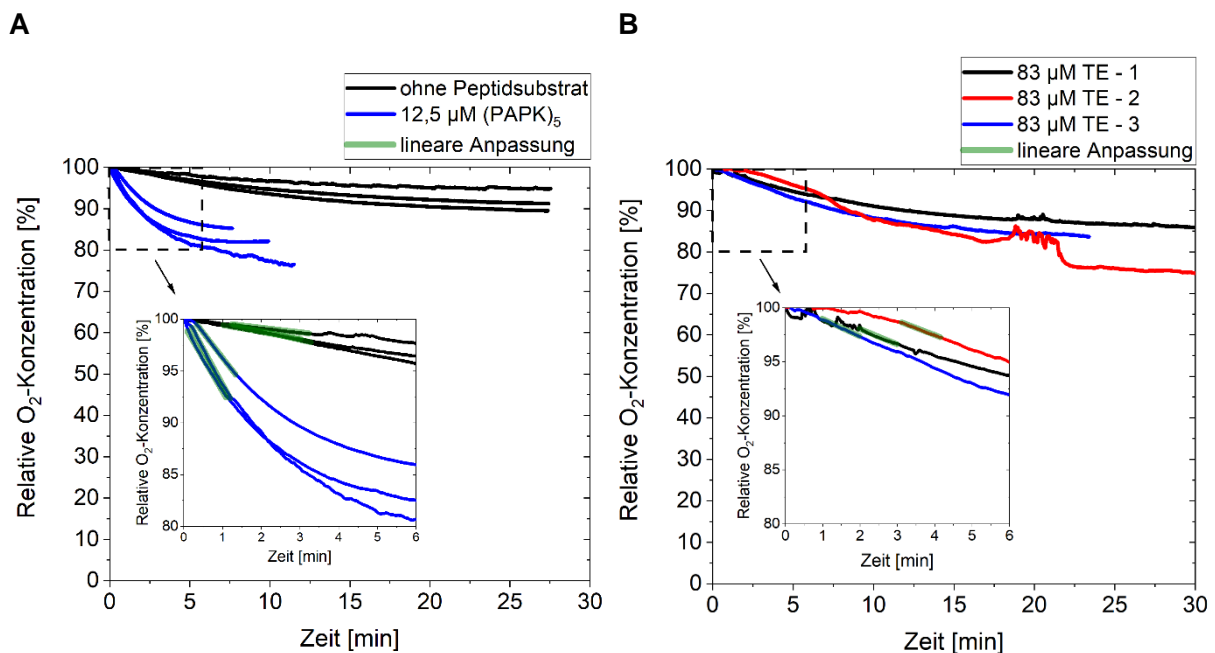 A
ohne Peptidsubstrat
12,5 µM (PAPK)₅
lineare Anpassung
Relative O₂-Konzentration [%]
100
90
80
70
60
50
40
30
20
10
0
0 5 10 15 20 25 30
Zeit [min]
Relative O₂-Konzentration [%]
100
95
90
85
80
0 1 2 3 4 5 6
Zeit [min]
B
83 µM TE - 1
83 µM TE - 2
83 µM TE - 3
lineare Anpassung
Relative O₂-Konzentration [%]
100
90
80
70
60
50
40
30
20
10
0
0 5 10 15 20 25 30
Zeit [min]
Relative O₂-Konzentration [%]
100
95
90
85
80
0 1 2 3 4 5 6
Zeit [min]